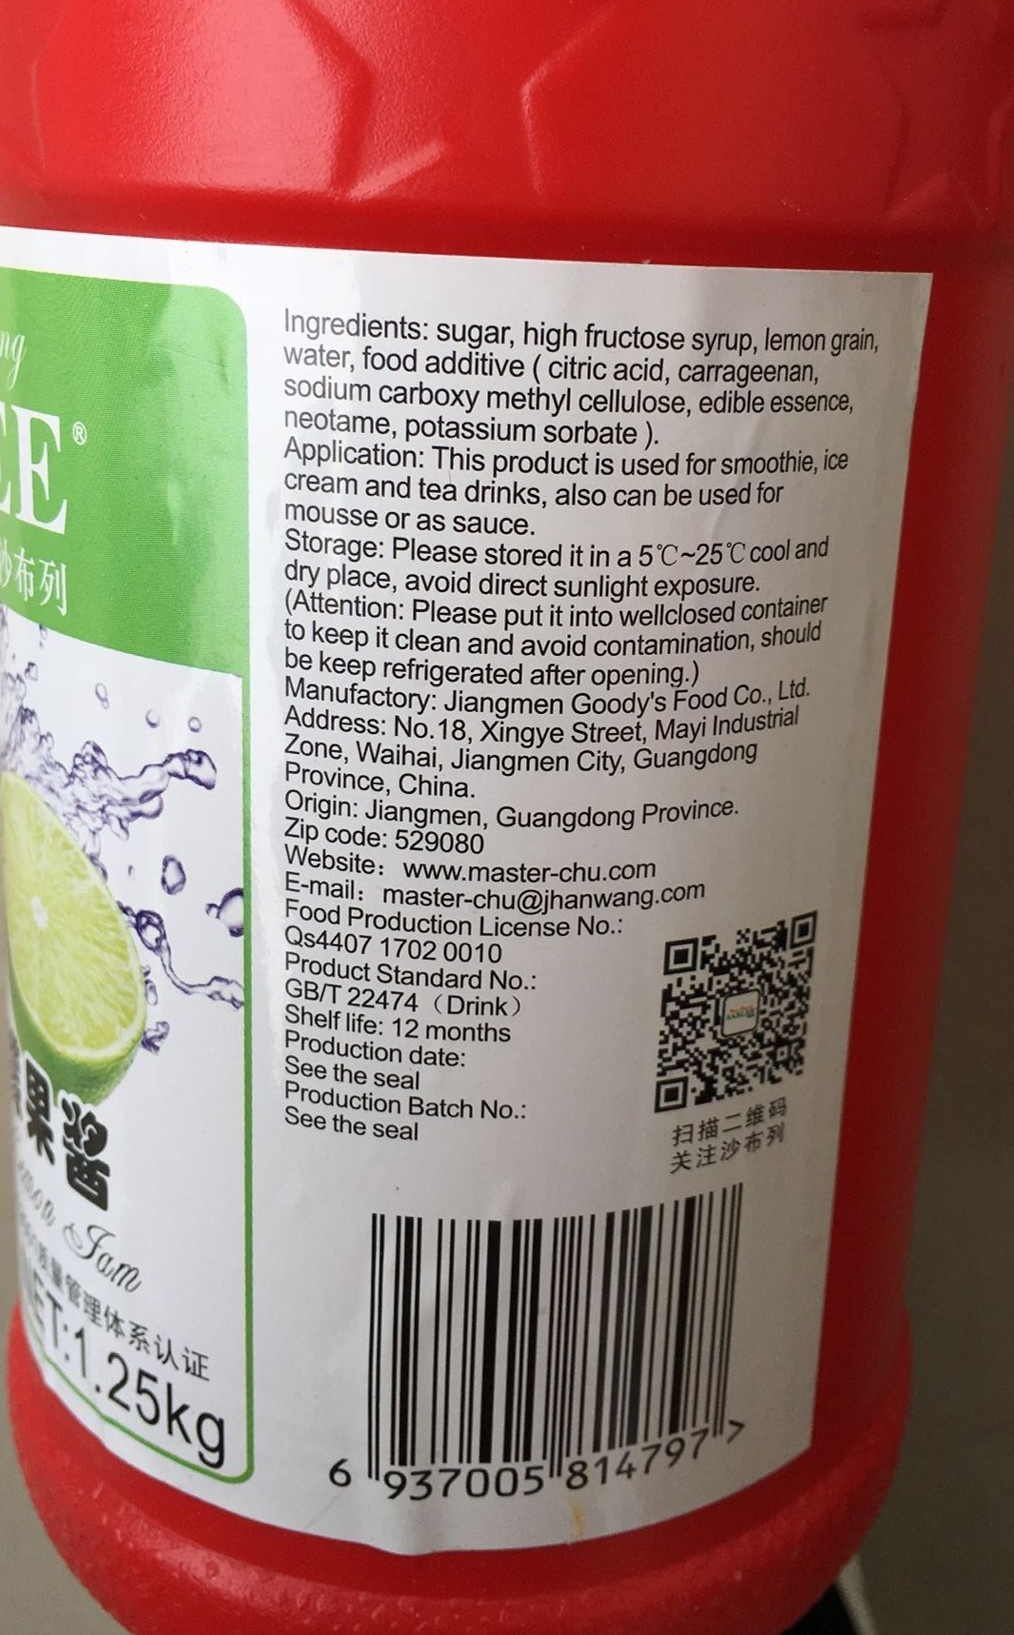 ng
EE®
沙布列
果酱
Jam
质量管理体系认证
NET:1.25kg
Ingredients: sugar, high fructose syrup, lemon grain,
water, food additive ( citric acid, carrageenan,
sodium carboxy methyl cellulose, edible essence,
neotame, potassium sorbate ).
Application: This product is used for smoothie, ice
cream and tea drinks, also can be used for
mousse or as sauce.
Storage: Please stored it in a 5℃~25℃ cool and
dry place, avoid direct sunlight exposure.
(Attention: Please put it into wellclosed container
to keep it clean and avoid contamination, should
be keep refrigerated after opening.)
Manufactory: Jiangmen Goody's Food Co., Ltd.
Address: No.18, Xingye Street, Mayi Industrial
Zone, Waihai, Jiangmen City, Guangdong
Province, China.
Origin: Jiangmen, Guangdong Province.
Zip code: 529080
Website： www.master-chu.com
E-mail： master-chu@jhanwang.com
Food Production License No.:
Qs4407 1702 0010
Product Standard No.:
GB/T 22474（Drink）
Shelf life: 12 months
Production date:
See the seal
Production Batch No.:
See the seal
扫描二维码
关注沙布列
6 937005 814797 >